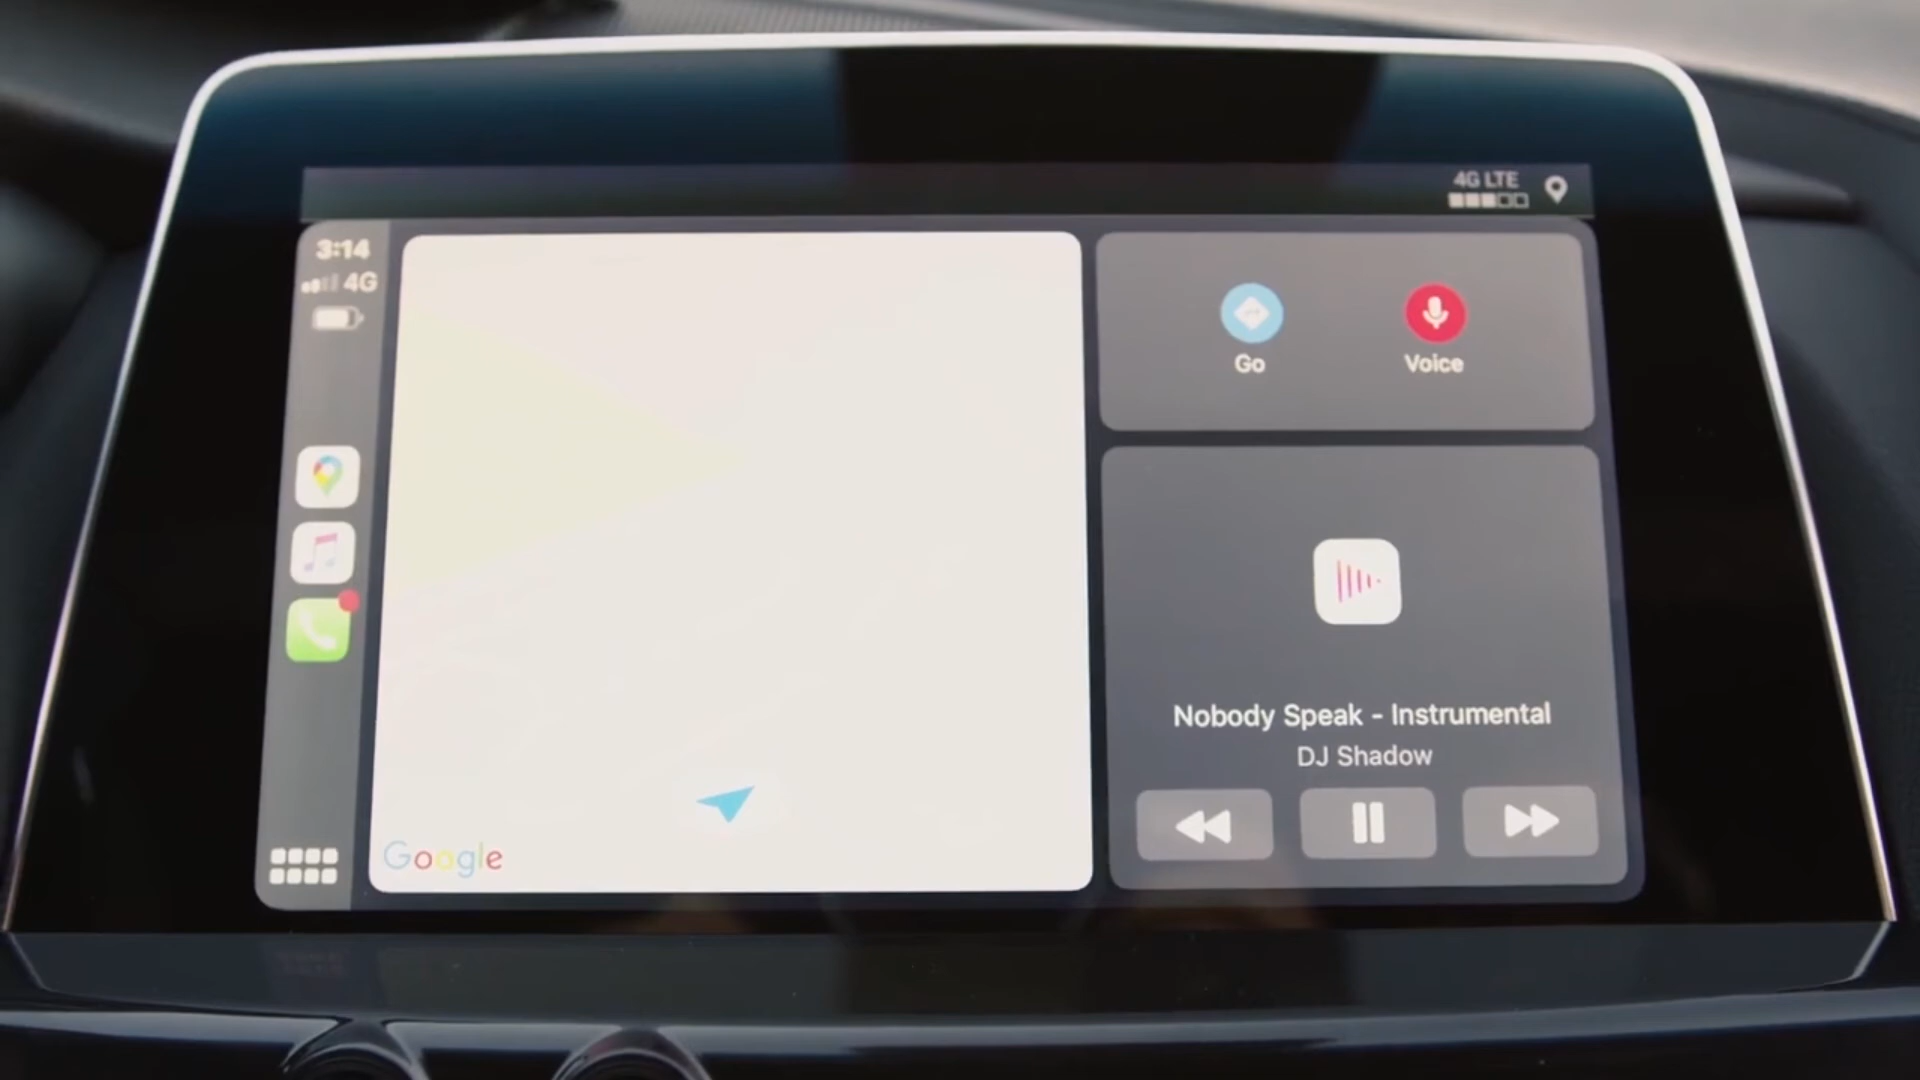 4G LTE
3:14
4G
Go
Voice
Nobody Speak - Instrumental
DJ Shadow
Google